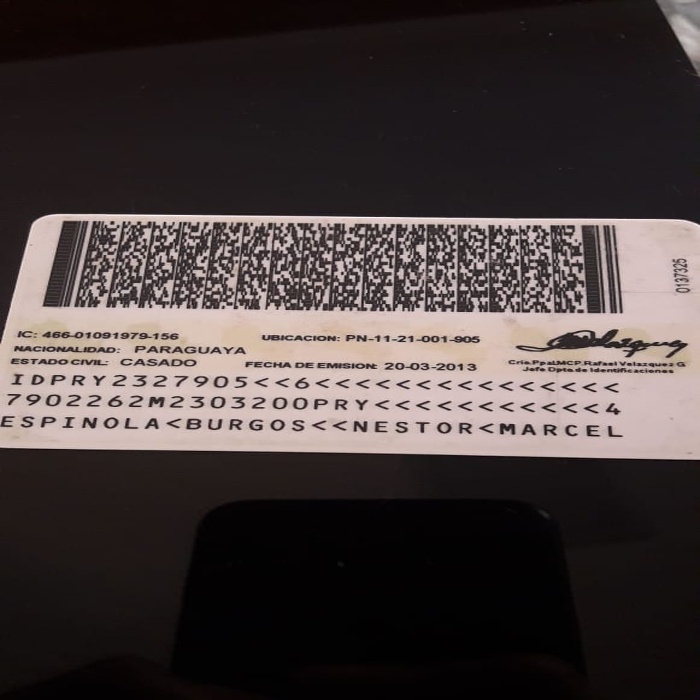 0137325
IC: 466-01091979-156 UBICACION: PN-11-21-001-905
NACIONALIDAD: PARAGUAYA
ESTADO CIVIL: CASADO FECHA DE EMISION: 20-03-2013
Crio.Ppal.MCP.Rafael Velazquez G
Jefe Dpto.de Identificaciones
IDPRY2327905<<6<<<<<<<<<<<<<<<
7902262M2303200PRY<<<<<<<<<<<4
ESPINOLA<BURGOS<<NESTOR<MARCEL